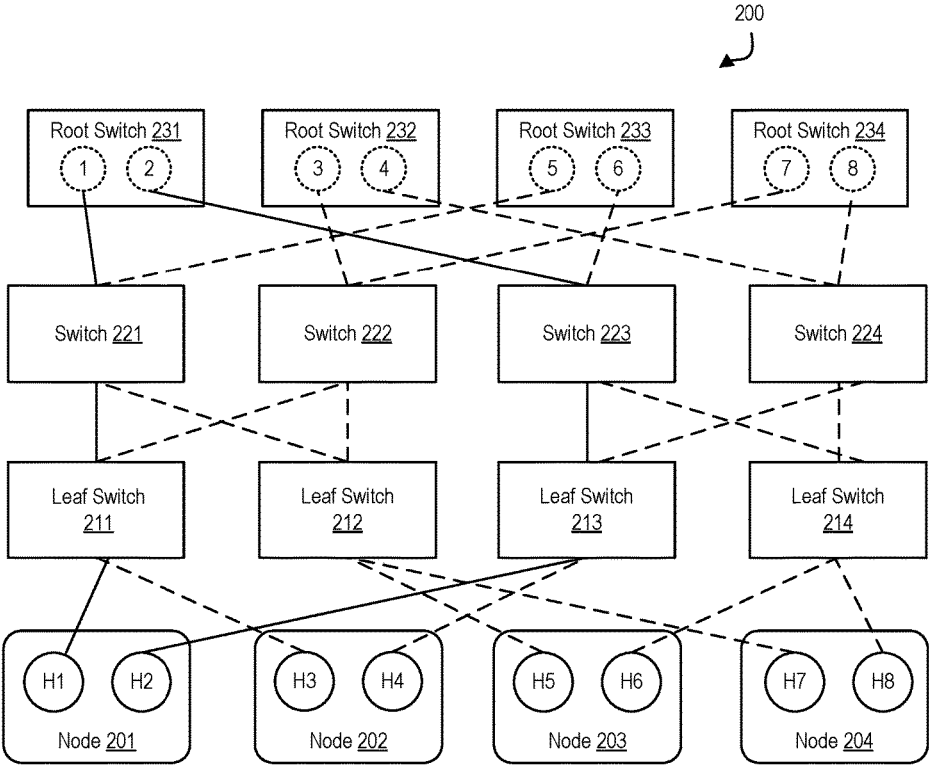 200
Root Switch 231
1 2
Root Switch 232
3 4
Root Switch 233
5 6
Root Switch 234
7 8
Switch 221
Switch 222
Switch 223
Switch 224
Leaf Switch
211
Leaf Switch
212
Leaf Switch
213
Leaf Switch
214
H1 H2
Node 201
H3 H4
Node 202
H5 H6
Node 203
H7 H8
Node 204